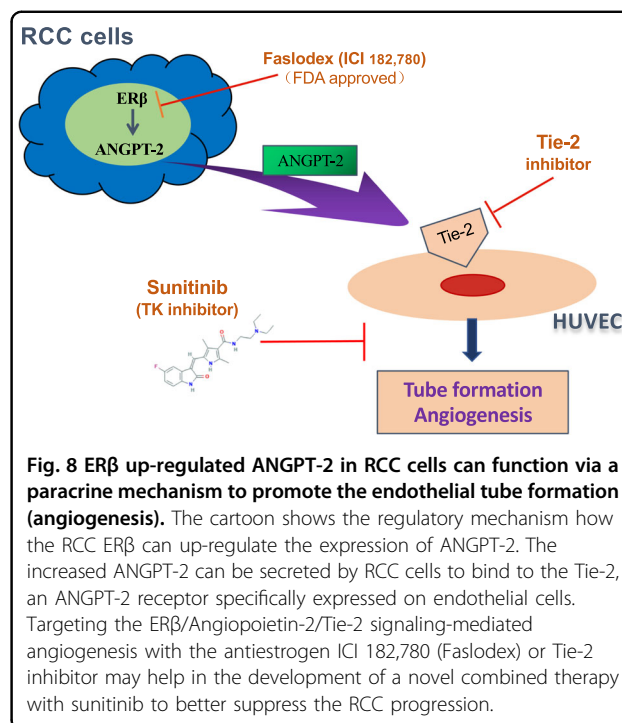 RCC cells
Faslodex (ICI 182,780)
(FDA approved)
ERβ
ANGPT-2
ANGPT-2
Tie-2
inhibitor
Tie-2
Sunitinib
(TK inhibitor)
HUVEC
F
H
O
N
H
N
H
O
N
H
N
Tube formation
Angiogenesis
Fig. 8 ERβ up-regulated ANGPT-2 in RCC cells can function via a
paracrine mechanism to promote the endothelial tube formation
(angiogenesis). The cartoon shows the regulatory mechanism how
the RCC ERβ can up-regulate the expression of ANGPT-2. The
increased ANGPT-2 can be secreted by RCC cells to bind to the Tie-2,
an ANGPT-2 receptor specifically expressed on endothelial cells.
Targeting the ERβ/Angiopoietin-2/Tie-2 signaling-mediated
angiogenesis with the antiestrogen ICI 182,780 (Faslodex) or Tie-2
inhibitor may help in the development of a novel combined therapy
with sunitinib to better suppress the RCC progression.